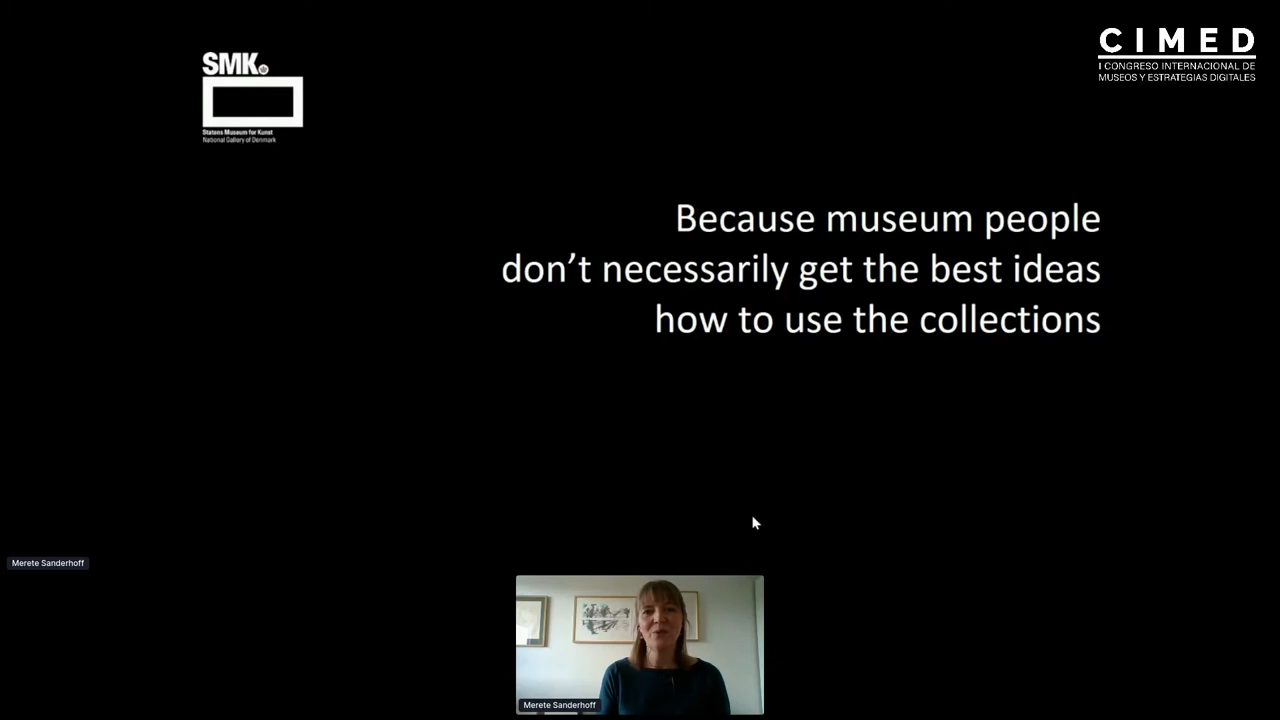 SMK
Statens Museum for Kunst
National Gallery of Denmark
CIMED
I CONGRESO INTERNACIONAL DE
MUSEOS Y ESTRATEGIAS DIGITALES
Because museum people
don’t necessarily get the best ideas
how to use the collections
Merete Sanderhoff
Merete Sanderhoff